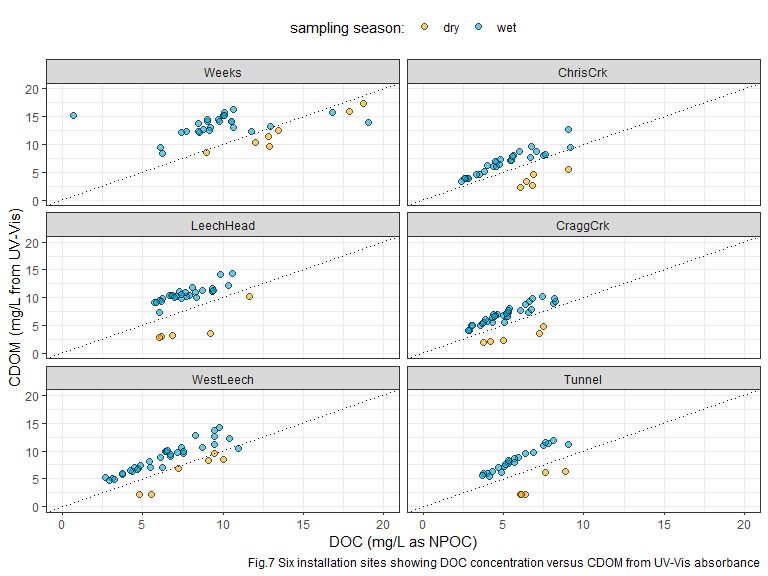 sampling season: dry wet
Weeks ChrisCrk
20
15
10
5
0
LeechHead CraggCrk
20
15
10
5
0
WestLeech Tunnel
20
15
10
5
0
CDOM (mg/L from UV-Vis)
0 5 10 15 20 0 5 10 15 20
DOC (mg/L as NPOC)
Fig.7 Six installation sites showing DOC concentration versus CDOM from UV-Vis absorbance